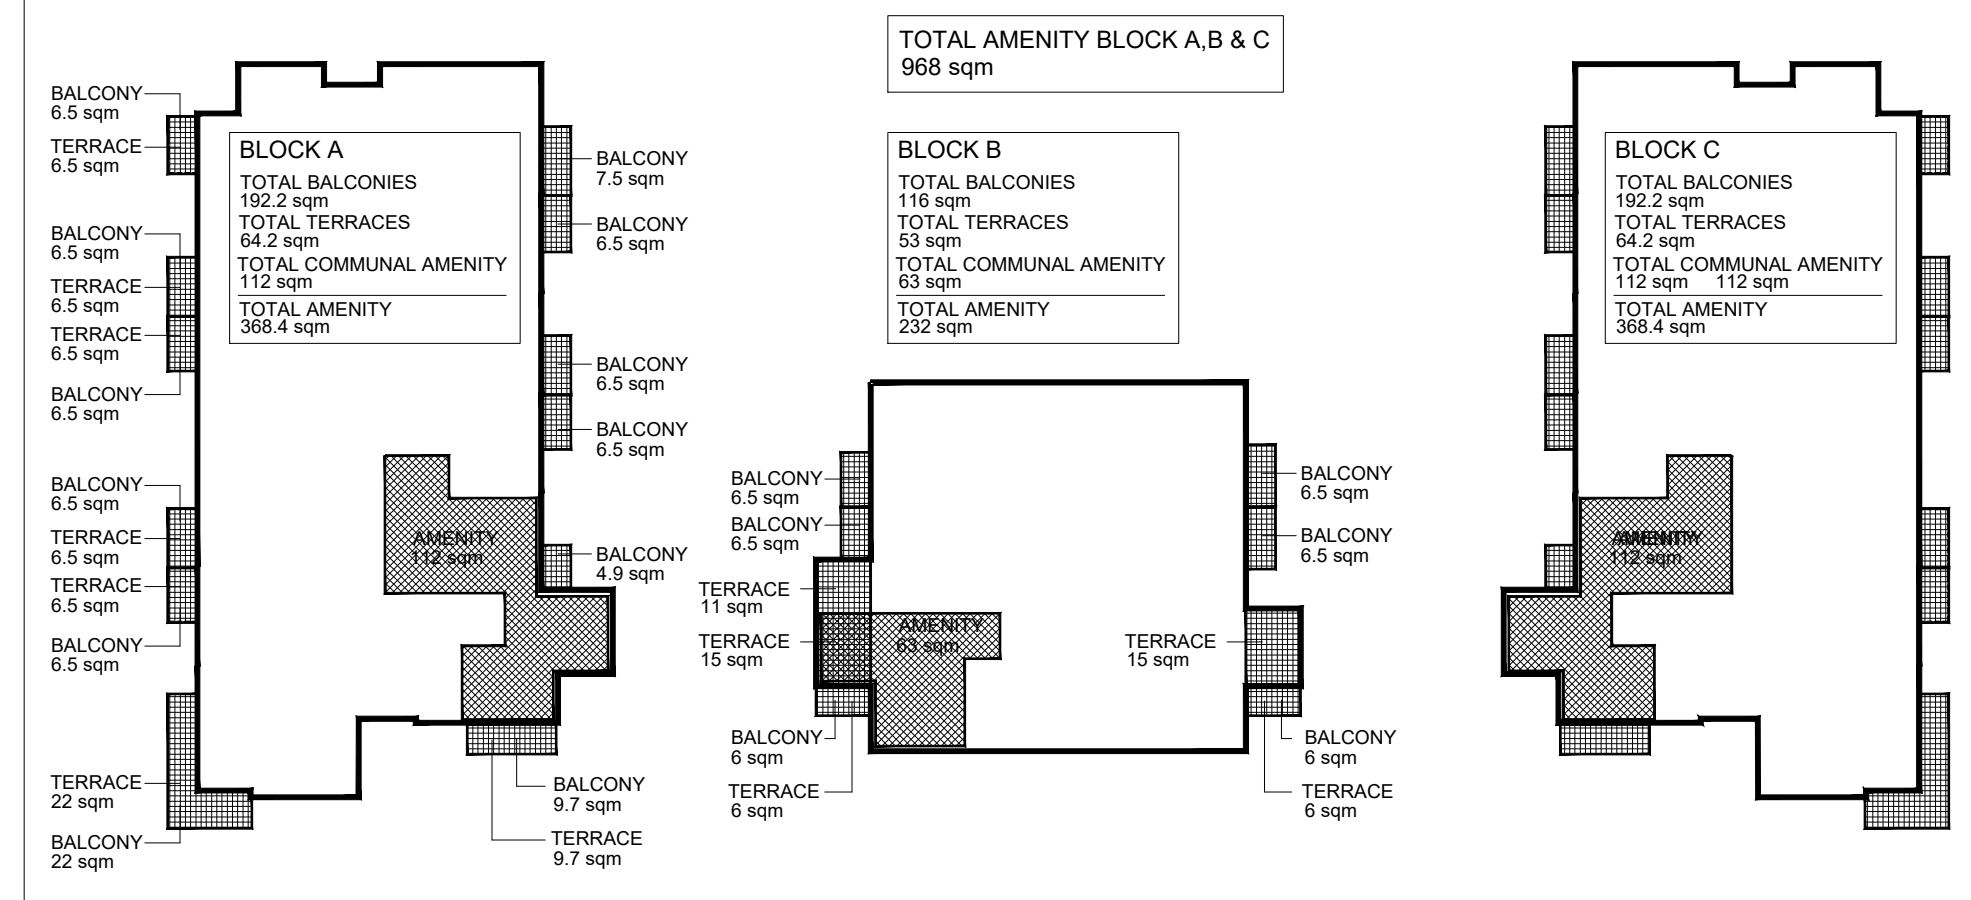 TOTAL AMENITY BLOCK A,B & C
968 sqm
BALCONY
6.5 sqm
TERRACE
6.5 sqm
BALCONY
6.5 sqm
TERRACE
6.5 sqm
TERRACE
6.5 sqm
BALCONY
6.5 sqm
BALCONY
6.5 sqm
TERRACE
6.5 sqm
TERRACE
6.5 sqm
BALCONY
6.5 sqm
TERRACE
22 sqm
BALCONY
22 sqm
BLOCK A
TOTAL BALCONIES
192.2 sqm
TOTAL TERRACES
64.2 sqm
TOTAL COMMUNAL AMENITY
112 sqm
TOTAL AMENITY
368.4 sqm
AMENITY
112 sqm
BALCONY
7.5 sqm
BALCONY
6.5 sqm
BALCONY
6.5 sqm
BALCONY
6.5 sqm
BALCONY
4.9 sqm
BALCONY
9.7 sqm
TERRACE
9.7 sqm
BLOCK B
TOTAL BALCONIES
116 sqm
TOTAL TERRACES
53 sqm
TOTAL COMMUNAL AMENITY
63 sqm
TOTAL AMENITY
232 sqm
BALCONY
6.5 sqm
BALCONY
6.5 sqm
TERRACE
11 sqm
TERRACE
15 sqm
BALCONY
6 sqm
TERRACE
6 sqm
AMENITY
63 sqm
TERRACE
15 sqm
BALCONY
6.5 sqm
BALCONY
6.5 sqm
BALCONY
6 sqm
TERRACE
6 sqm
BLOCK C
TOTAL BALCONIES
192.2 sqm
TOTAL TERRACES
64.2 sqm
TOTAL COMMUNAL AMENITY
112 sqm 112 sqm
TOTAL AMENITY
368.4 sqm
AMENITY
112 sqm